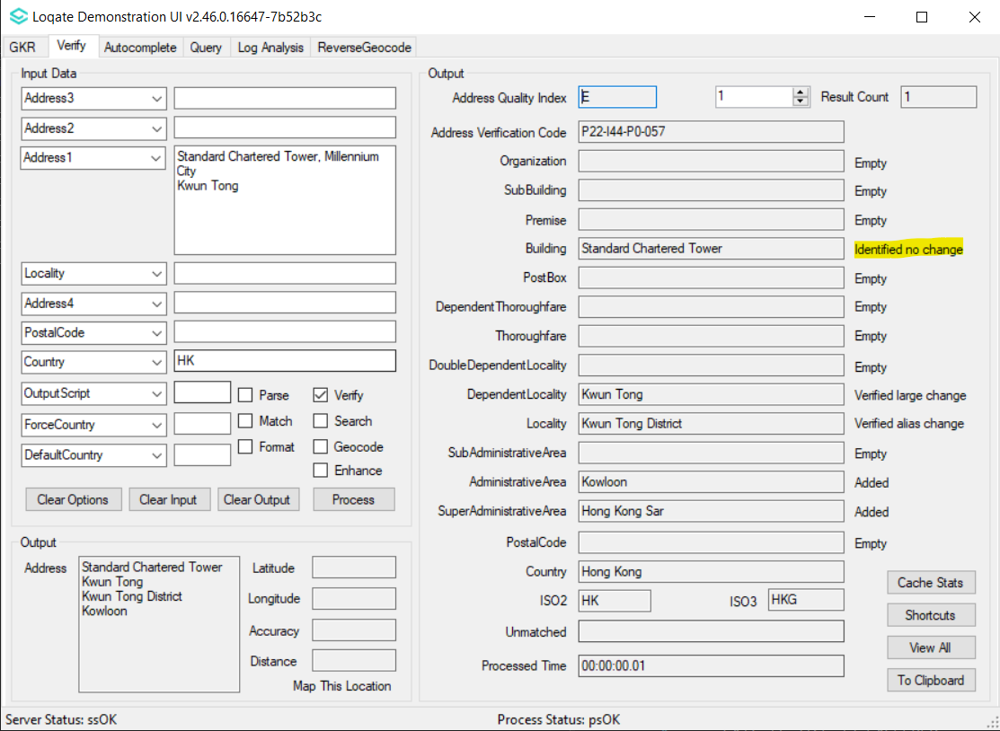 Loqate Demonstration UI v2.46.0.16647-7b52b3c
GKR Verify Autocomplete Query Log Analysis ReverseGeocode
Input Data
Address3
Address2
Address1 Standard Chartered Tower, Millennium
City
Kwun Tong
Locality
Address4
PostalCode
Country HK
OutputScript Parse Verify
ForceCountry Match Search
DefaultCountry Format Geocode
Enhance
Clear Options Clear Input Clear Output Process
Output
Address Standard Chartered Tower
Kwun Tong
Kwun Tong District
Kowloon
Latitude
Longitude
Accuracy
Distance
Map This Location
Output
Address Quality Index E 1 Result Count 1
Address Verification Code P22-I44-P0-057
Organization Empty
SubBuilding Empty
Premise Empty
Building Standard Chartered Tower Identified no change
PostBox Empty
DependentThoroughfare Empty
Thoroughfare Empty
DoubleDependentLocality Empty
DependentLocality Kwun Tong Verified large change
Locality Kwun Tong District Verified alias change
SubAdministrativeArea Empty
AdministrativeArea Kowloon Added
SuperAdministrativeArea Hong Kong Sar Added
PostalCode Empty
Country Hong Kong
ISO2 HK ISO3 HKG
Unmatched
Processed Time 00:00:00.01
Cache Stats
Shortcuts
View All
To Clipboard
Server Status: ssOK Process Status: psOK